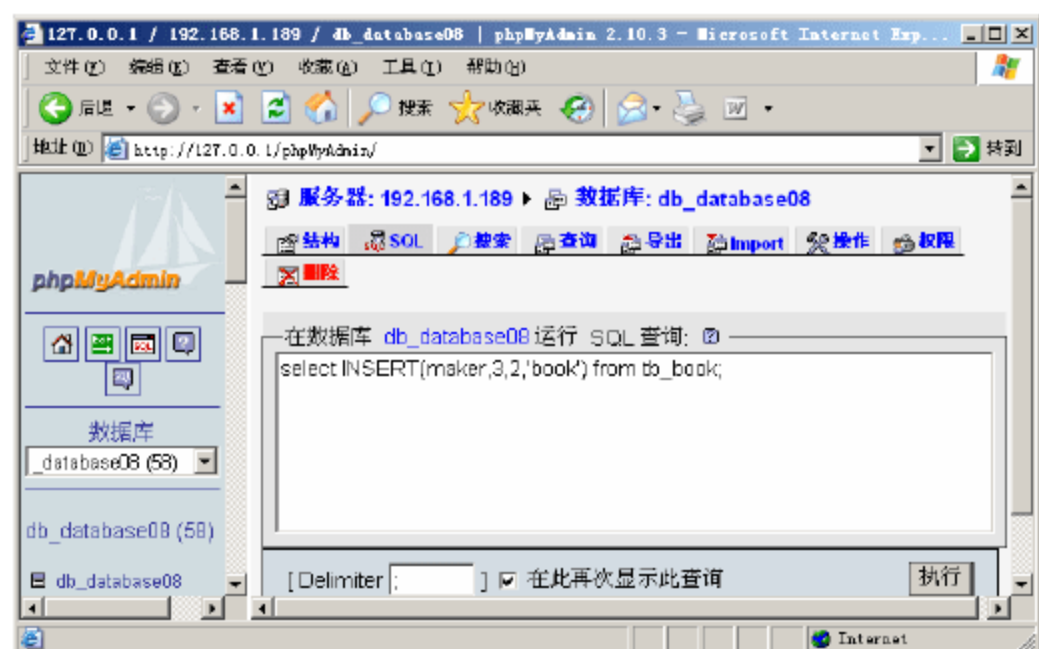 127.0.0.1 / 192.168.1.189 / db_database08 | phpMyAdmin 2.10.3 - Microsoft Internet Exp...
文件(F) 编辑(E) 查看(V) 收藏(A) 工具(T) 帮助(H)
后退 搜索 收藏夹
地址(D) http://127.0.0.1/phpMyAdmin/ 转到
phpMyAdmin
服务器: 192.168.1.189 数据库: db_database08
结构 SQL 搜索 查询 导出 Import 操作 权限
删除
SQL
数据库
_database08 (58)
db_database08 (58)
db_database08
在数据库 db_database08 运行 SQL 查询:
select INSERT(maker,3,2,'book') from tb_book;
[ Delimiter ; ] 在此再次显示此查询 执行
Internet